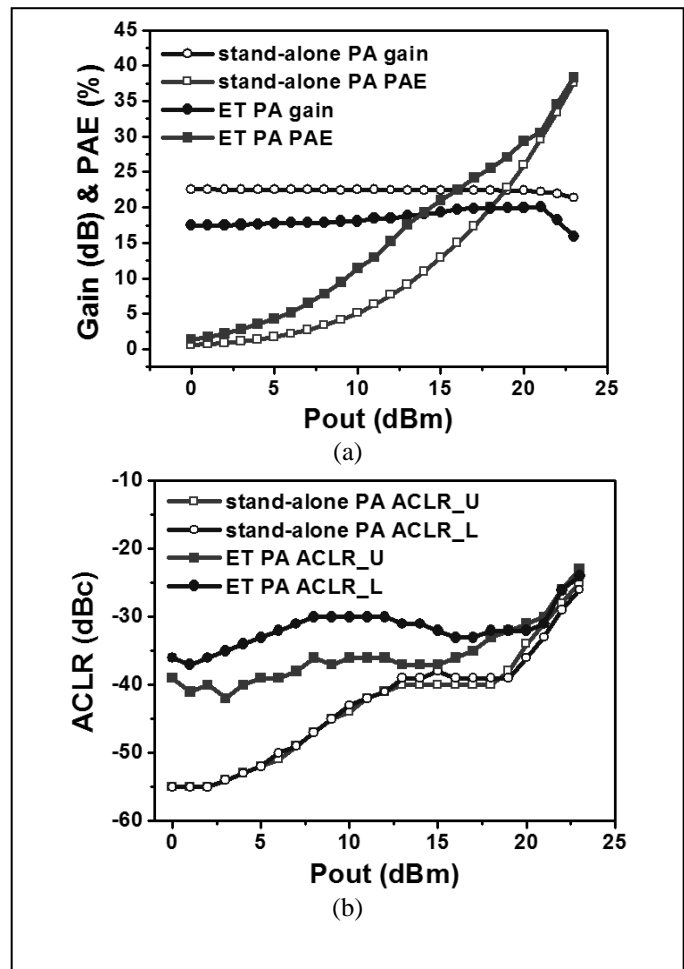 stand-alone PA gain
stand-alone PA PAE
ET PA gain
ET PA PAE
Gain (dB) & PAE (%)
45
40
35
30
25
20
15
10
5
0
0 5 10 15 20 25
Pout (dBm)
(a)
stand-alone PA ACLR_U
stand-alone PA ACLR_L
ET PA ACLR_U
ET PA ACLR_L
ACLR (dBc)
-10
-20
-30
-40
-50
-60
0 5 10 15 20 25
Pout (dBm)
(b)